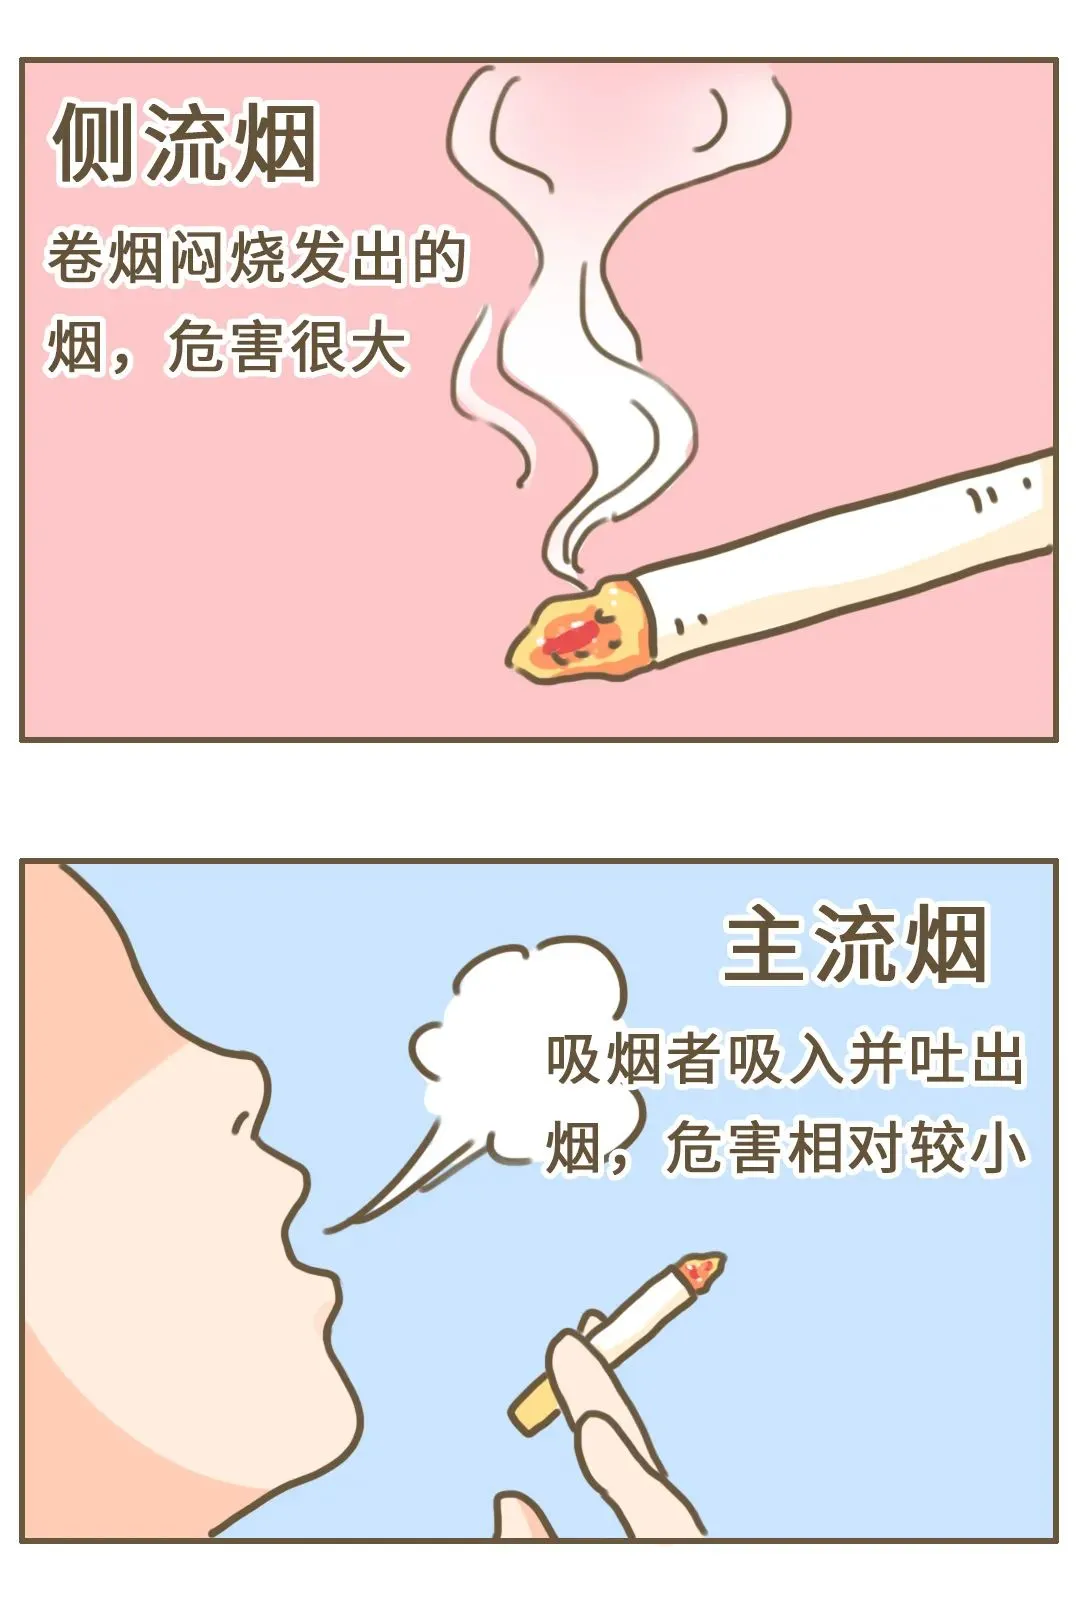 侧流烟
卷烟闷烧发出的
烟，危害很大
主流烟
吸烟者吸入并吐出
烟，危害相对较小